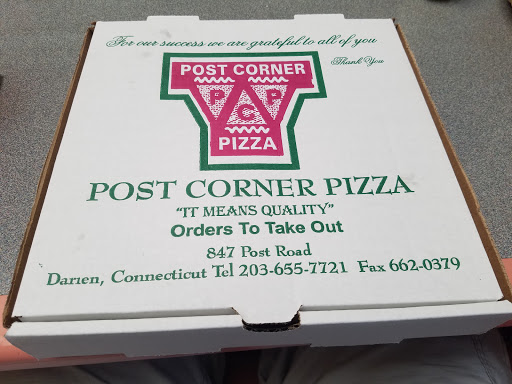 For our success we are grateful to all of you
Thank You
POST CORNER
P P
C
PIZZA
POST CORNER PIZZA
"IT MEANS QUALITY"
Orders To Take Out
847 Post Road
Darien, Connecticut Tel 203-655-7721 Fax 662-0379